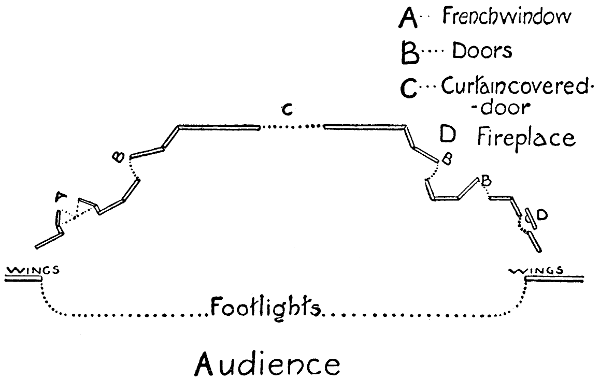 A·· Frenchwindow
B···· Doors
C··· Curtaincovered-
-door
D Fireplace
C
B
B
B
A
D
WINGS
WINGS
Footlights
Audience